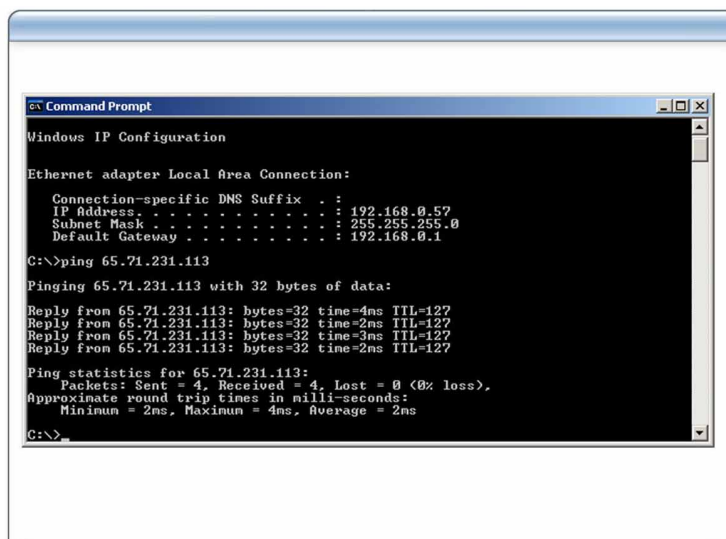 Command Prompt
Windows IP Configuration
Ethernet adapter Local Area Connection:
Connection-specific DNS Suffix . :
IP Address. . . . . . . . . . . . : 192.168.0.57
Subnet Mask . . . . . . . . . . . : 255.255.255.0
Default Gateway . . . . . . . . . : 192.168.0.1
C:\>ping 65.71.231.113
Pinging 65.71.231.113 with 32 bytes of data:
Reply from 65.71.231.113: bytes=32 time=4ms TTL=127
Reply from 65.71.231.113: bytes=32 time=2ms TTL=127
Reply from 65.71.231.113: bytes=32 time=3ms TTL=127
Reply from 65.71.231.113: bytes=32 time=2ms TTL=127
Ping statistics for 65.71.231.113:
Packets: Sent = 4, Received = 4, Lost = 0 (0% loss),
Approximate round trip times in milli-seconds:
Minimum = 2ms, Maximum = 4ms, Average = 2ms
C:\>_